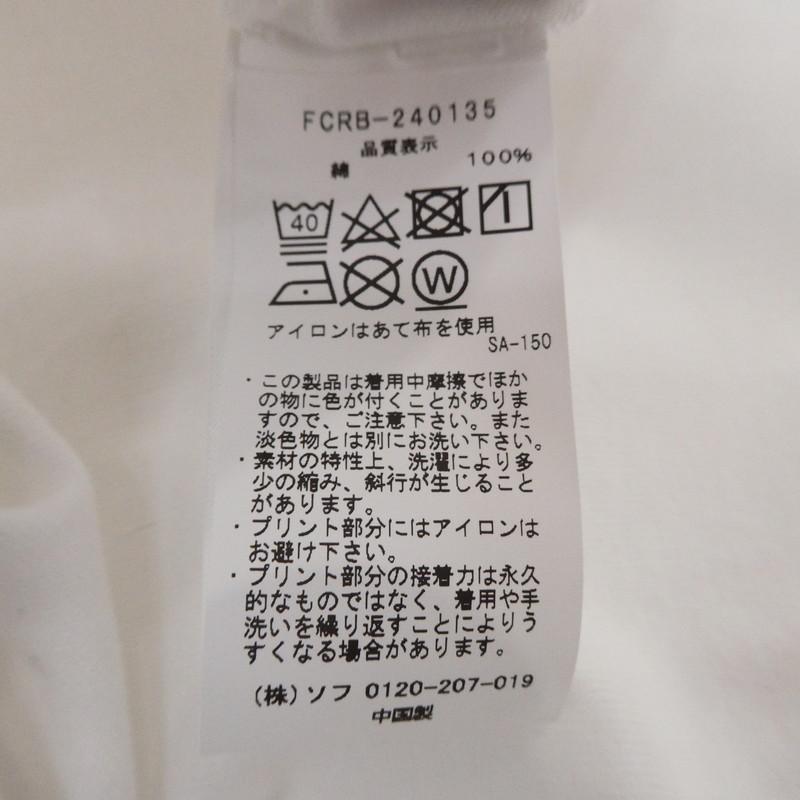 FCRB-240135
品質表示
綿 100%
40
W
アイロンはあて布を使用
SA-150
・この製品は着用中摩擦でほか
の物に色が付くことがありま
すので、ご注意下さい。また
淡色物とは別にお洗い下さい。
・素材の特性上、洗濯により多
少の縮み、斜行が生じること
があります。
・プリント部分にはアイロンは
お避け下さい。
・プリント部分の接着力は永久
的なものではなく、着用や手
洗いを繰り返すことによりう
すくなる場合があります。
(株)ソフ 0120-207-019
中国製